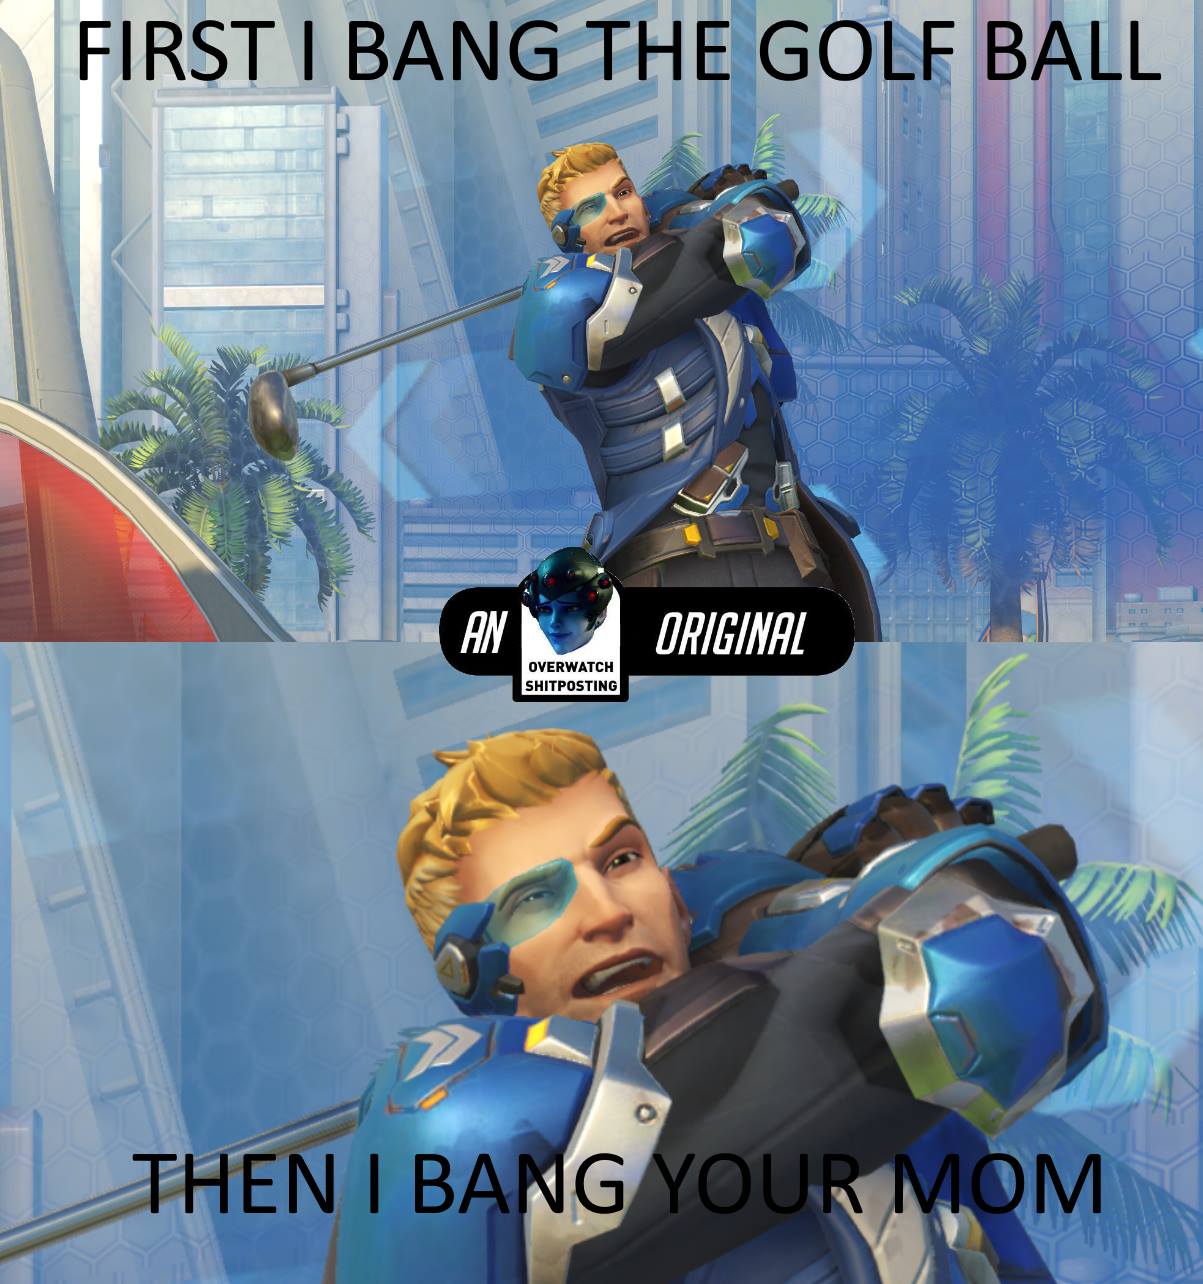 FIRST I BANG THE GOLF BALL
AN
OVERWATCH
SHITPOSTING
ORIGINAL
THEN I BANG YOUR MOM